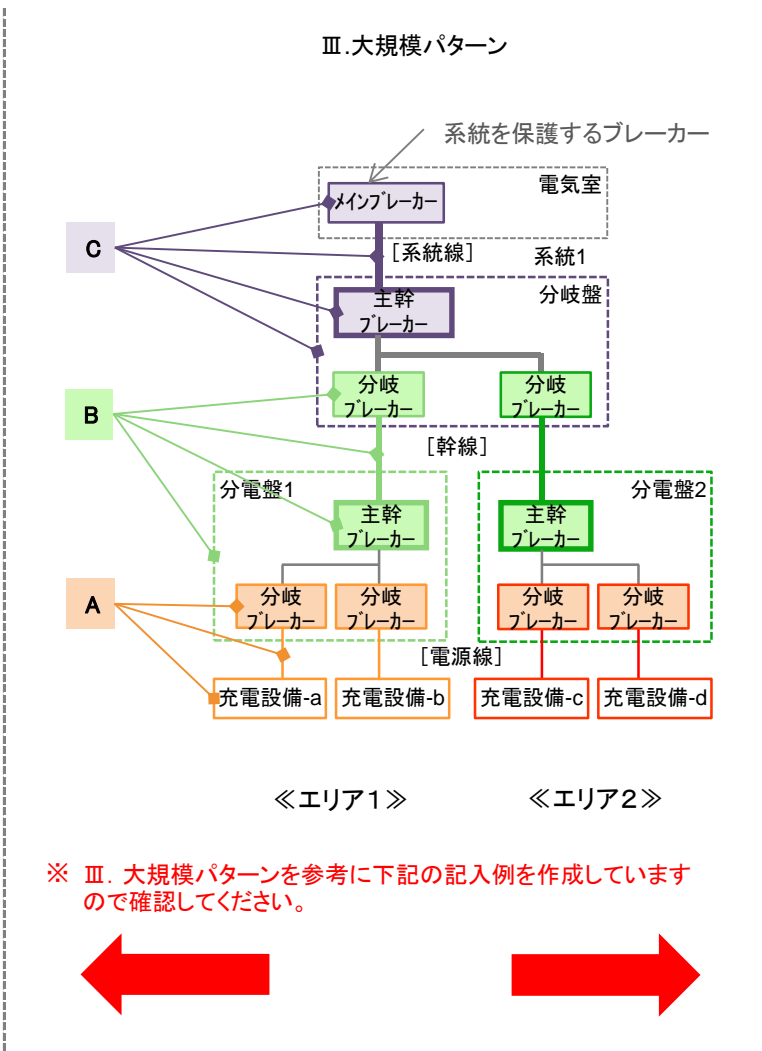 Ⅲ.大規模パターン
系統を保護するブレーカー
電気室
ﾒｲﾝﾌﾞﾚｰｶｰ
C
[系統線]
系統1
分岐盤
主幹
ﾌﾞﾚｰｶｰ
分岐
ﾌﾞﾚｰｶｰ
分岐
ﾌﾞﾚｰｶｰ
B
[幹線]
分電盤1
分電盤2
主幹
ﾌﾞﾚｰｶｰ
主幹
ﾌﾞﾚｰｶｰ
A
分岐
ﾌﾞﾚｰｶｰ
分岐
ﾌﾞﾚｰｶｰ
分岐
ﾌﾞﾚｰｶｰ
分岐
ﾌﾞﾚｰｶｰ
[電源線]
充電設備-a
充電設備-b
充電設備-c
充電設備-d
≪エリア１≫
≪エリア２≫
※ Ⅲ．大規模パターンを参考に下記の記入例を作成しています
ので確認してください。